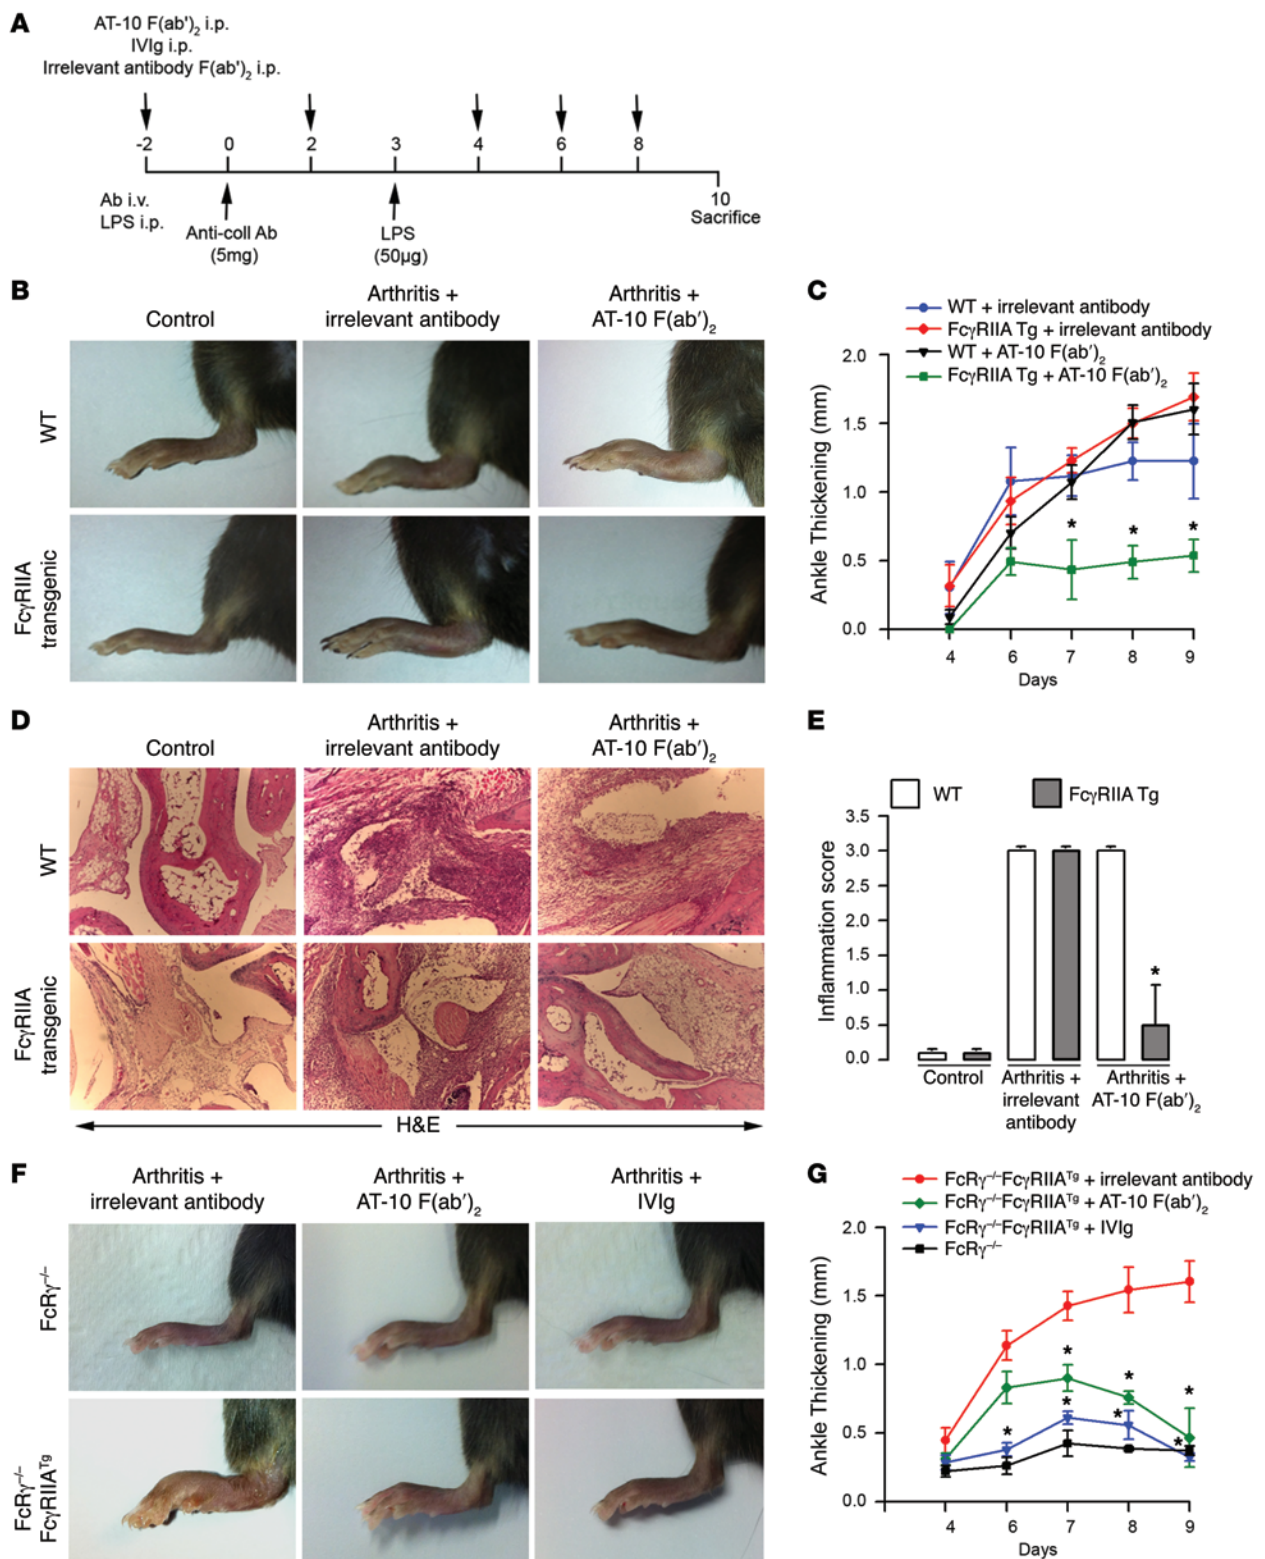 A
AT-10 F(ab')2 i.p.
IVIg i.p.
Irrelevant antibody F(ab')2 i.p.
-2 0 2 3 4 6 8
10
Sacrifice
Ab i.v.
LPS i.p.
Anti-coll Ab
(5mg)
LPS
(50µg)
B
Control
Arthritis +
irrelevant antibody
Arthritis +
AT-10 F(ab′)2
WT
FcγRIIA
transgenic
C
WT + irrelevant antibody
FcγRIIA Tg + irrelevant antibody
WT + AT-10 F(ab′)2
FcγRIIA Tg + AT-10 F(ab′)2
Ankle Thickening (mm)
2.0
1.5
1.0
0.5
0.0
* * *
4 6 7 8 9
Days
D
Control
Arthritis +
irrelevant antibody
Arthritis +
AT-10 F(ab′)2
WT
FcγRIIA
transgenic
H&E
E
WT
FcγRIIA Tg
Inflammation score
3.5
3.0
2.5
2.0
1.5
1.0
0.5
0.0
*
Control
Arthritis +
irrelevant
antibody
Arthritis +
AT-10 F(ab′)2
F
Arthritis +
irrelevant antibody
Arthritis +
AT-10 F(ab′)2
Arthritis +
IVIg
FcRγ–/–
FcRγ–/–
FcγRIIATg
G
FcRγ–/–FcγRIIATg + irrelevant antibody
FcRγ–/–FcγRIIATg + AT-10 F(ab′)2
FcRγ–/–FcγRIIATg + IVIg
FcRγ–/–
Ankle Thickening (mm)
2.0
1.5
1.0
0.5
0.0
* * * * * * *
4 6 7 8 9
Days